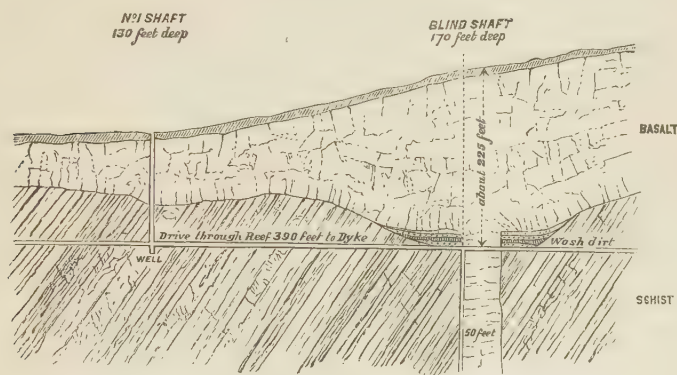 Nº1 SHAFT
130 feet deep
BLIND SHAFT
170 feet deep
BASALT
about 225 feet
Drive through Reef 390 feet to Dyke
Wash dirt
WELL
SCHIST
50 feet